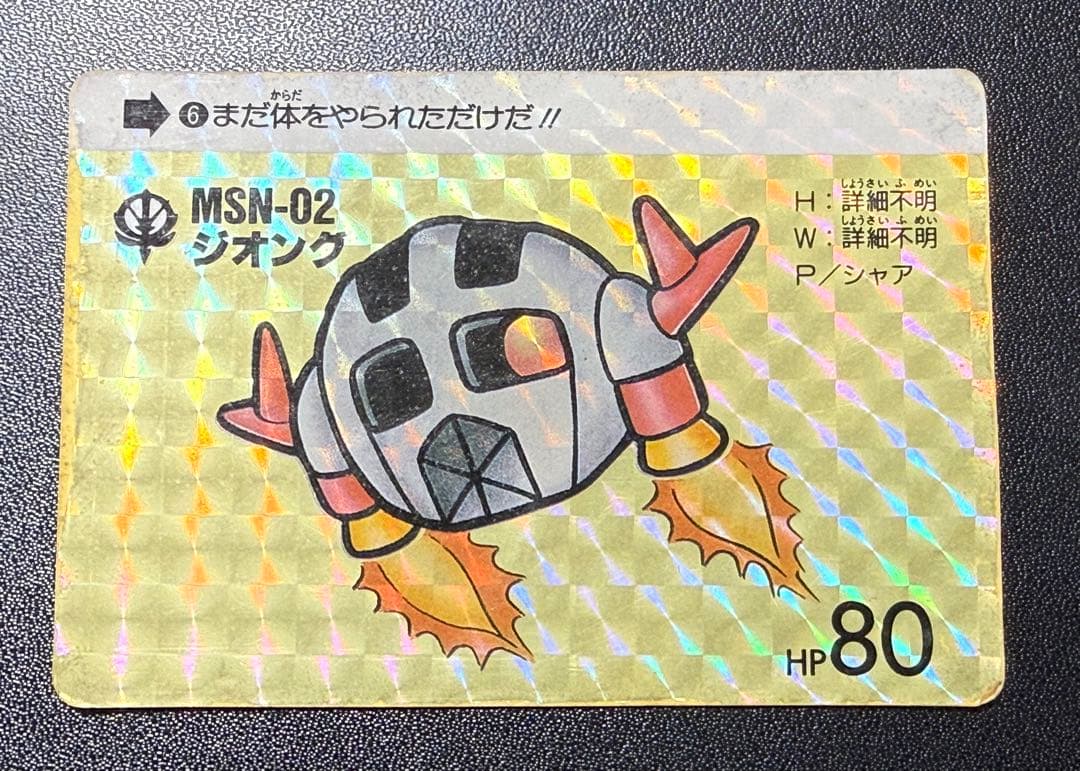 ➡ ❻まだ体をやられただけだ!!
からだ
MSN-02
ジオング
しょうさいふめい
H：詳細不明
しょうさいふめい
W：詳細不明
P／シャア
HP80